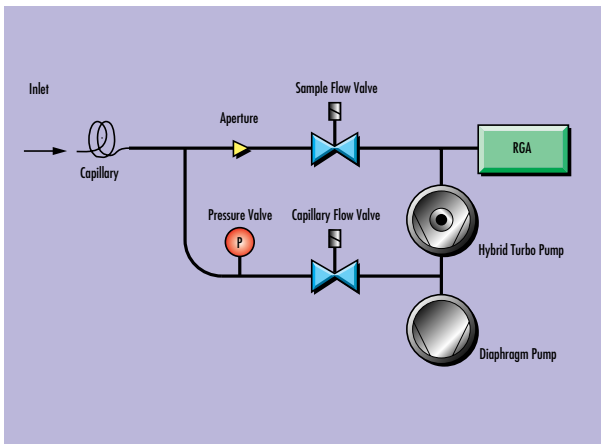 Inlet
Capillary
Aperture
Sample Flow Valve
RGA
Pressure Valve
P
Capillary Flow Valve
Hybrid Turbo Pump
Diaphragm Pump